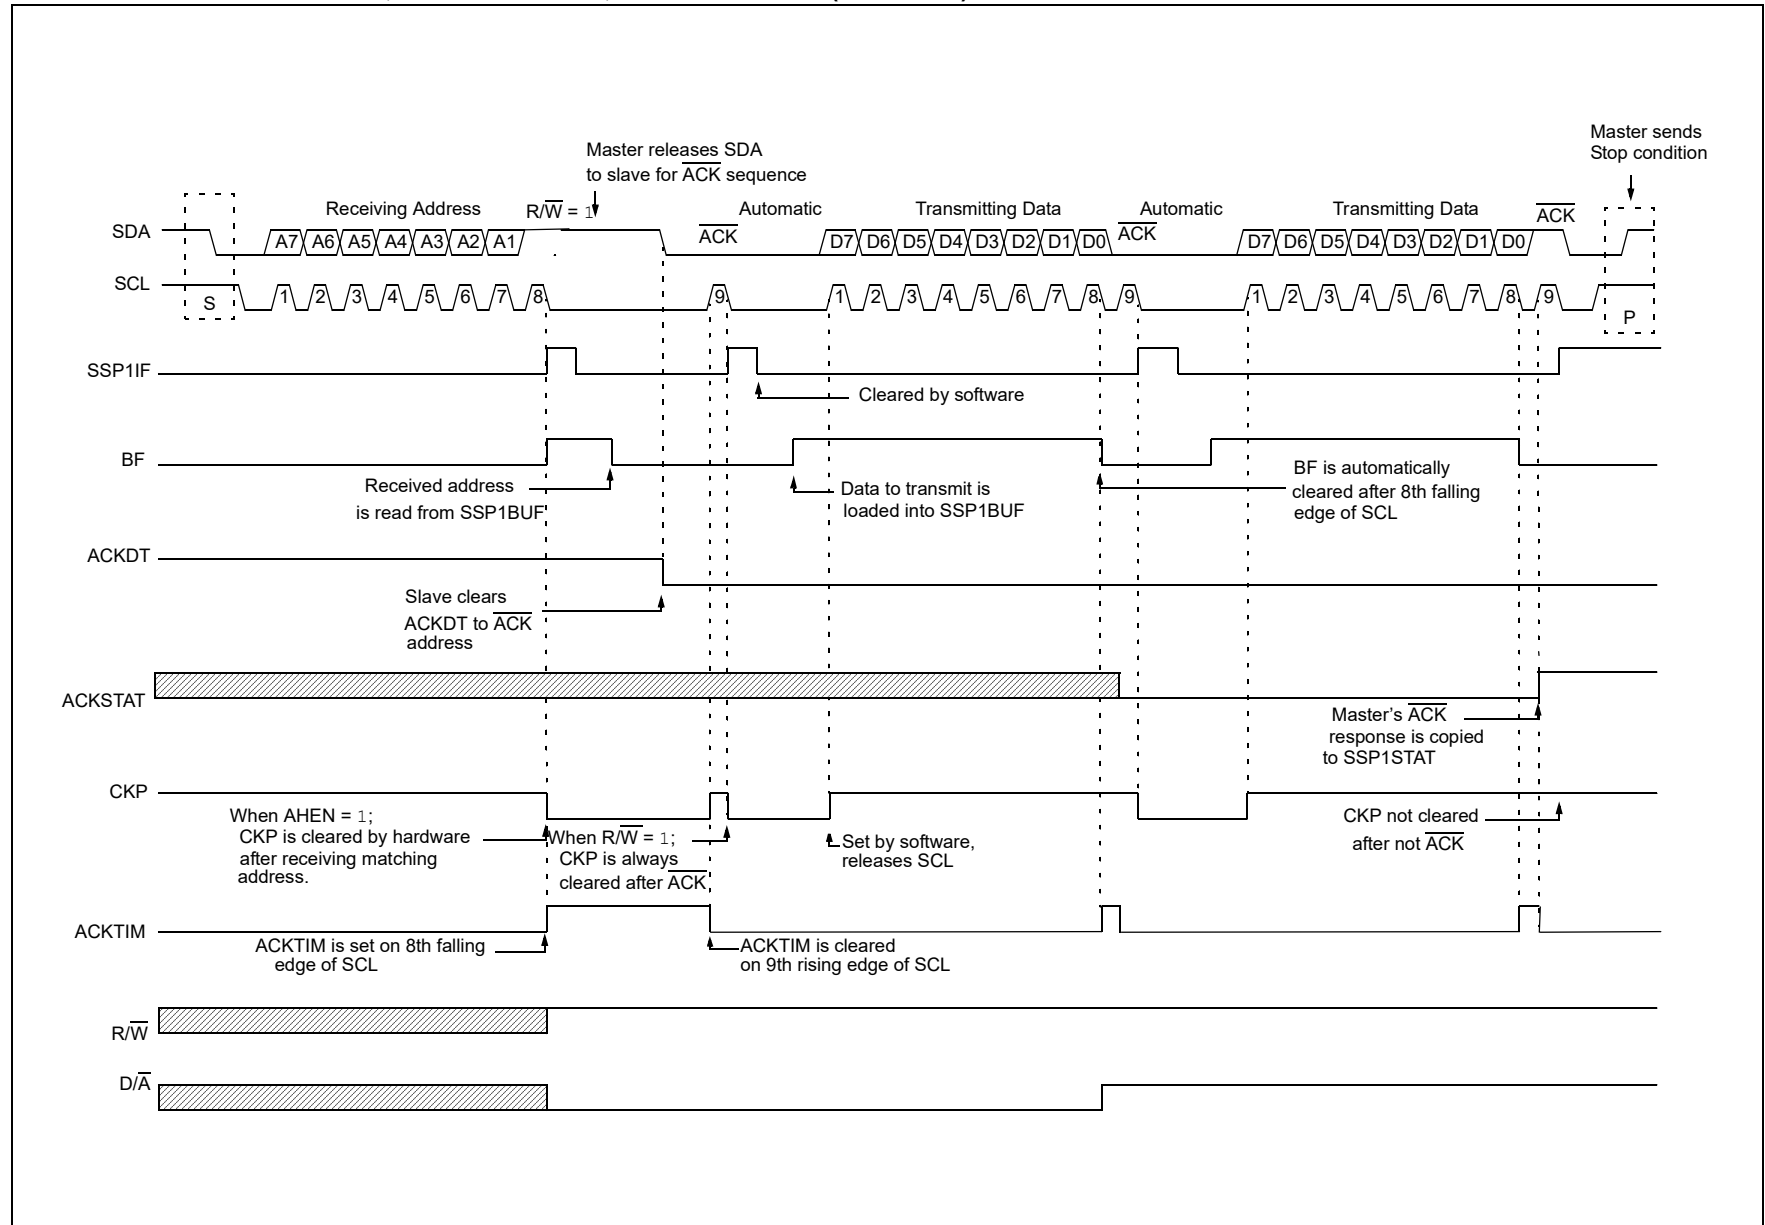 Master sends
Stop condition
Master releases SDA
to slave for ACK sequence
Receiving Address R/W = 1 Automatic Transmitting Data Automatic Transmitting Data ACK
SDA A7 A6 A5 A4 A3 A2 A1 ACK D7 D6 D5 D4 D3 D2 D1 D0 ACK D7 D6 D5 D4 D3 D2 D1 D0
SCL S 1 2 3 4 5 6 7 8 9 1 2 3 4 5 6 7 8 9 1 2 3 4 5 6 7 8 9 P
SSP1IF
Cleared by software
BF
Received address
is read from SSP1BUF
Data to transmit is
loaded into SSP1BUF
BF is automatically
cleared after 8th falling
edge of SCL
ACKDT
Slave clears
ACKDT to ACK
address
ACKSTAT
Master's ACK
response is copied
to SSP1STAT
CKP
When AHEN = 1;
CKP is cleared by hardware
after receiving matching
address.
When R/W = 1;
CKP is always
cleared after ACK
Set by software,
releases SCL
CKP not cleared
after not ACK
ACKTIM
ACKTIM is set on 8th falling
edge of SCL
ACKTIM is cleared
on 9th rising edge of SCL
R/W
D/A